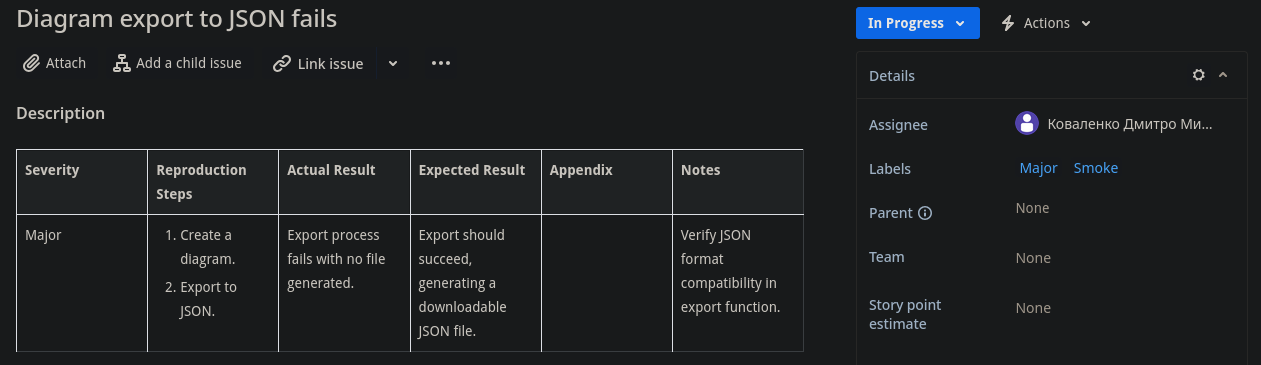 Diagram export to JSON fails
In Progress
Actions
Attach
Add a child issue
Link issue
Description
Severity
Reproduction
Steps
Actual Result
Expected Result
Appendix
Notes
Major
1. Create a
diagram.
2. Export to
JSON.
Export process
fails with no file
generated.
Export should
succeed,
generating a
downloadable
JSON file.
Verify JSON
format
compatibility in
export function.
Details
Assignee
Коваленко Дмитро Ми...
Labels
Major Smoke
Parent
None
Team
None
Story point
estimate
None